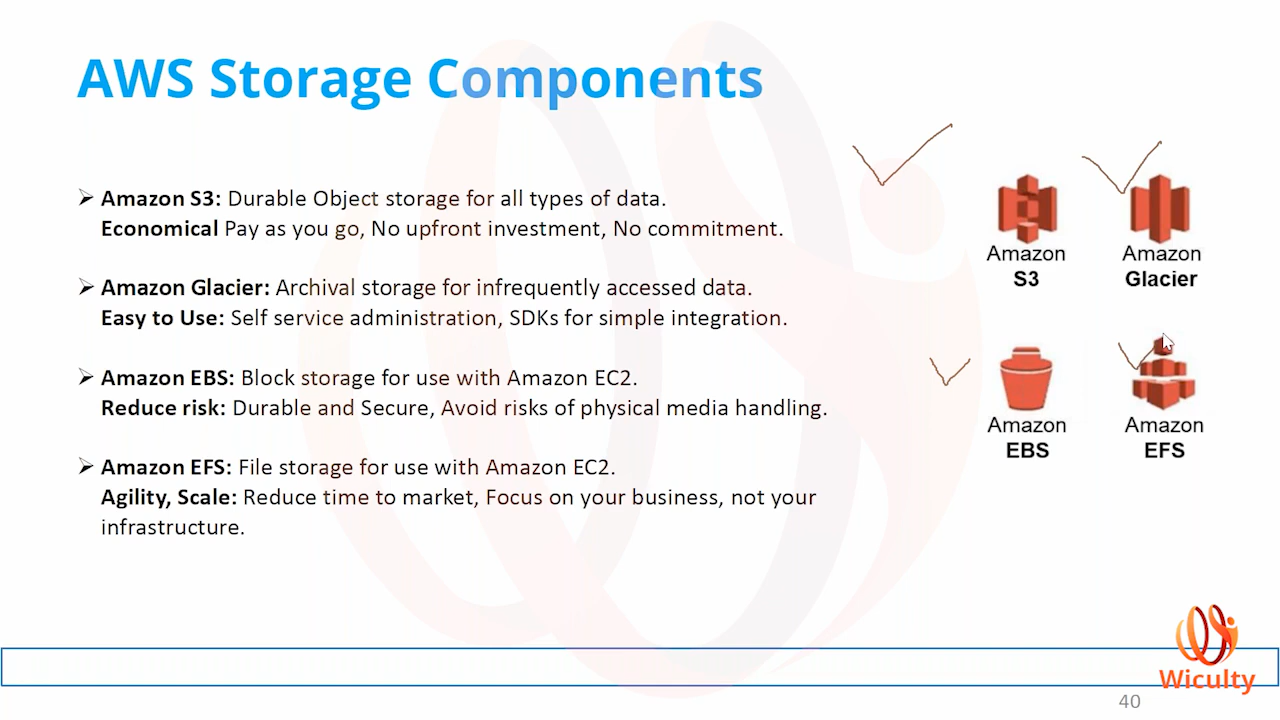 AWS Storage Components
➢ Amazon S3: Durable Object storage for all types of data.
Economical Pay as you go, No upfront investment, No commitment.
➢ Amazon Glacier: Archival storage for infrequently accessed data.
Easy to Use: Self service administration, SDKs for simple integration.
➢ Amazon EBS: Block storage for use with Amazon EC2.
Reduce risk: Durable and Secure, Avoid risks of physical media handling.
➢ Amazon EFS: File storage for use with Amazon EC2.
Agility, Scale: Reduce time to market, Focus on your business, not your
infrastructure.
Amazon
S3
Amazon
Glacier
Amazon
EBS
Amazon
EFS
Wiculty
40